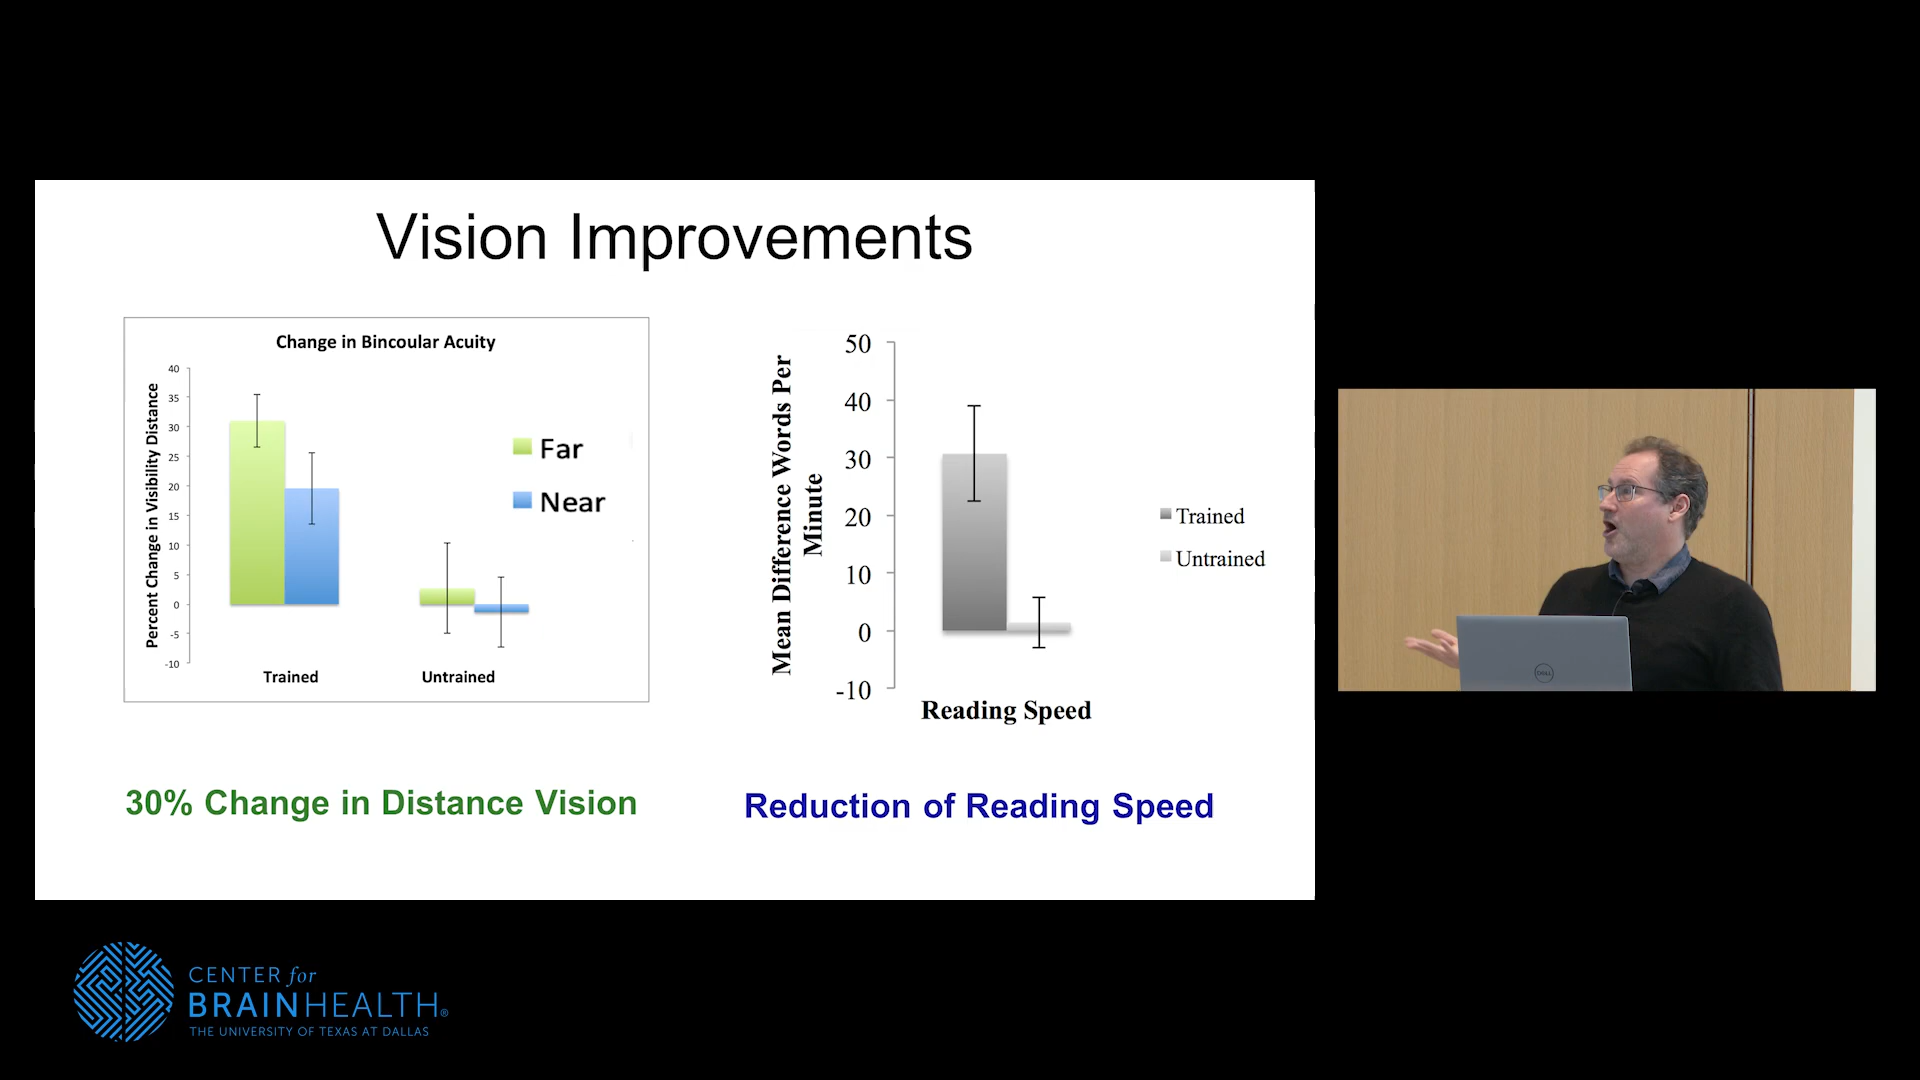 Vision Improvements
Change in Bincoular Acuity
Percent Change in Visibility Distance
40
35
30
25
20
15
10
5
0
-5
-10
Far
Near
Trained
Untrained
30% Change in Distance Vision
Mean Difference Words Per
Minute
50
40
30
20
10
0
-10
Trained
Untrained
Reading Speed
Reduction of Reading Speed
DELL
CENTER for
BRAINHEALTH®
THE UNIVERSITY OF TEXAS AT DALLAS